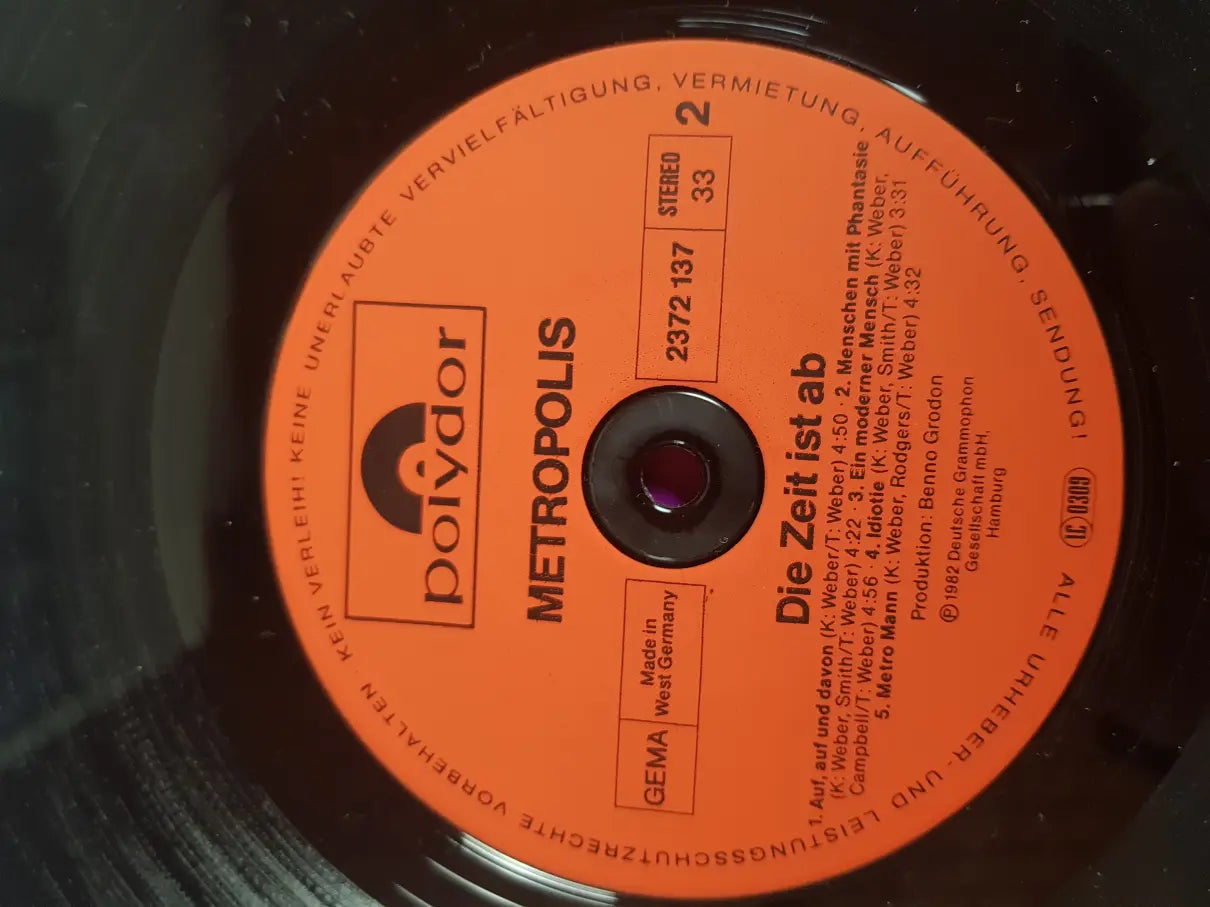 polydor
METROPOLIS
GEMA
Made in
West Germany
2372 137
STEREO
33
2
Die Zeit ist ab
1. Auf, auf und davon (K: Weber/T: Weber) 4:50 · 2. Menschen mit Phantasie
(K: Weber, Smith/T: Weber) 4:22 · 3. Ein moderner Mensch (K: Weber,
Campbell/T: Weber) 4:56 · 4. Idiotie (K: Weber, Smith/T: Weber) 3:31
5. Metro Mann (K: Weber, Rodgers/T: Weber) 4:32
Produktion: Benno Grodon
Ⓟ 1982 Deutsche Grammophon
Gesellschaft mbH,
Hamburg
LC 0309
ALLE URHEBER- UND LEISTUNGSSCHUTZRECHTE VORBEHALTEN · KEIN VERLEIH! KEINE UNERLAUBTE VERVIELFÄLTIGUNG, VERMIETUNG, AUFFÜHRUNG, SENDUNG!